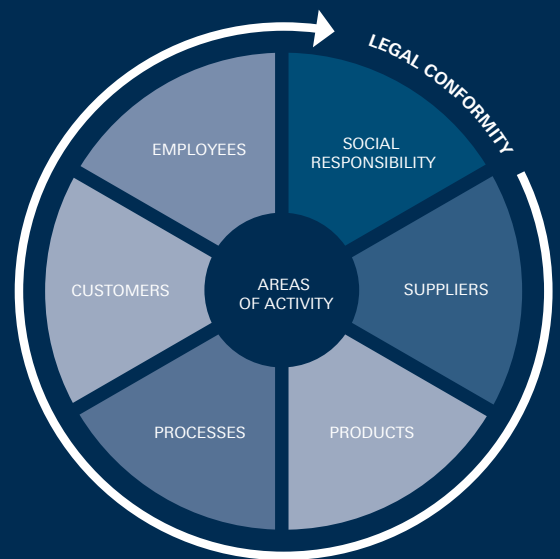 LEGAL CONFORMITY
EMPLOYEES
SOCIAL
RESPONSIBILITY
CUSTOMERS
AREAS
OF ACTIVITY
SUPPLIERS
PROCESSES
PRODUCTS